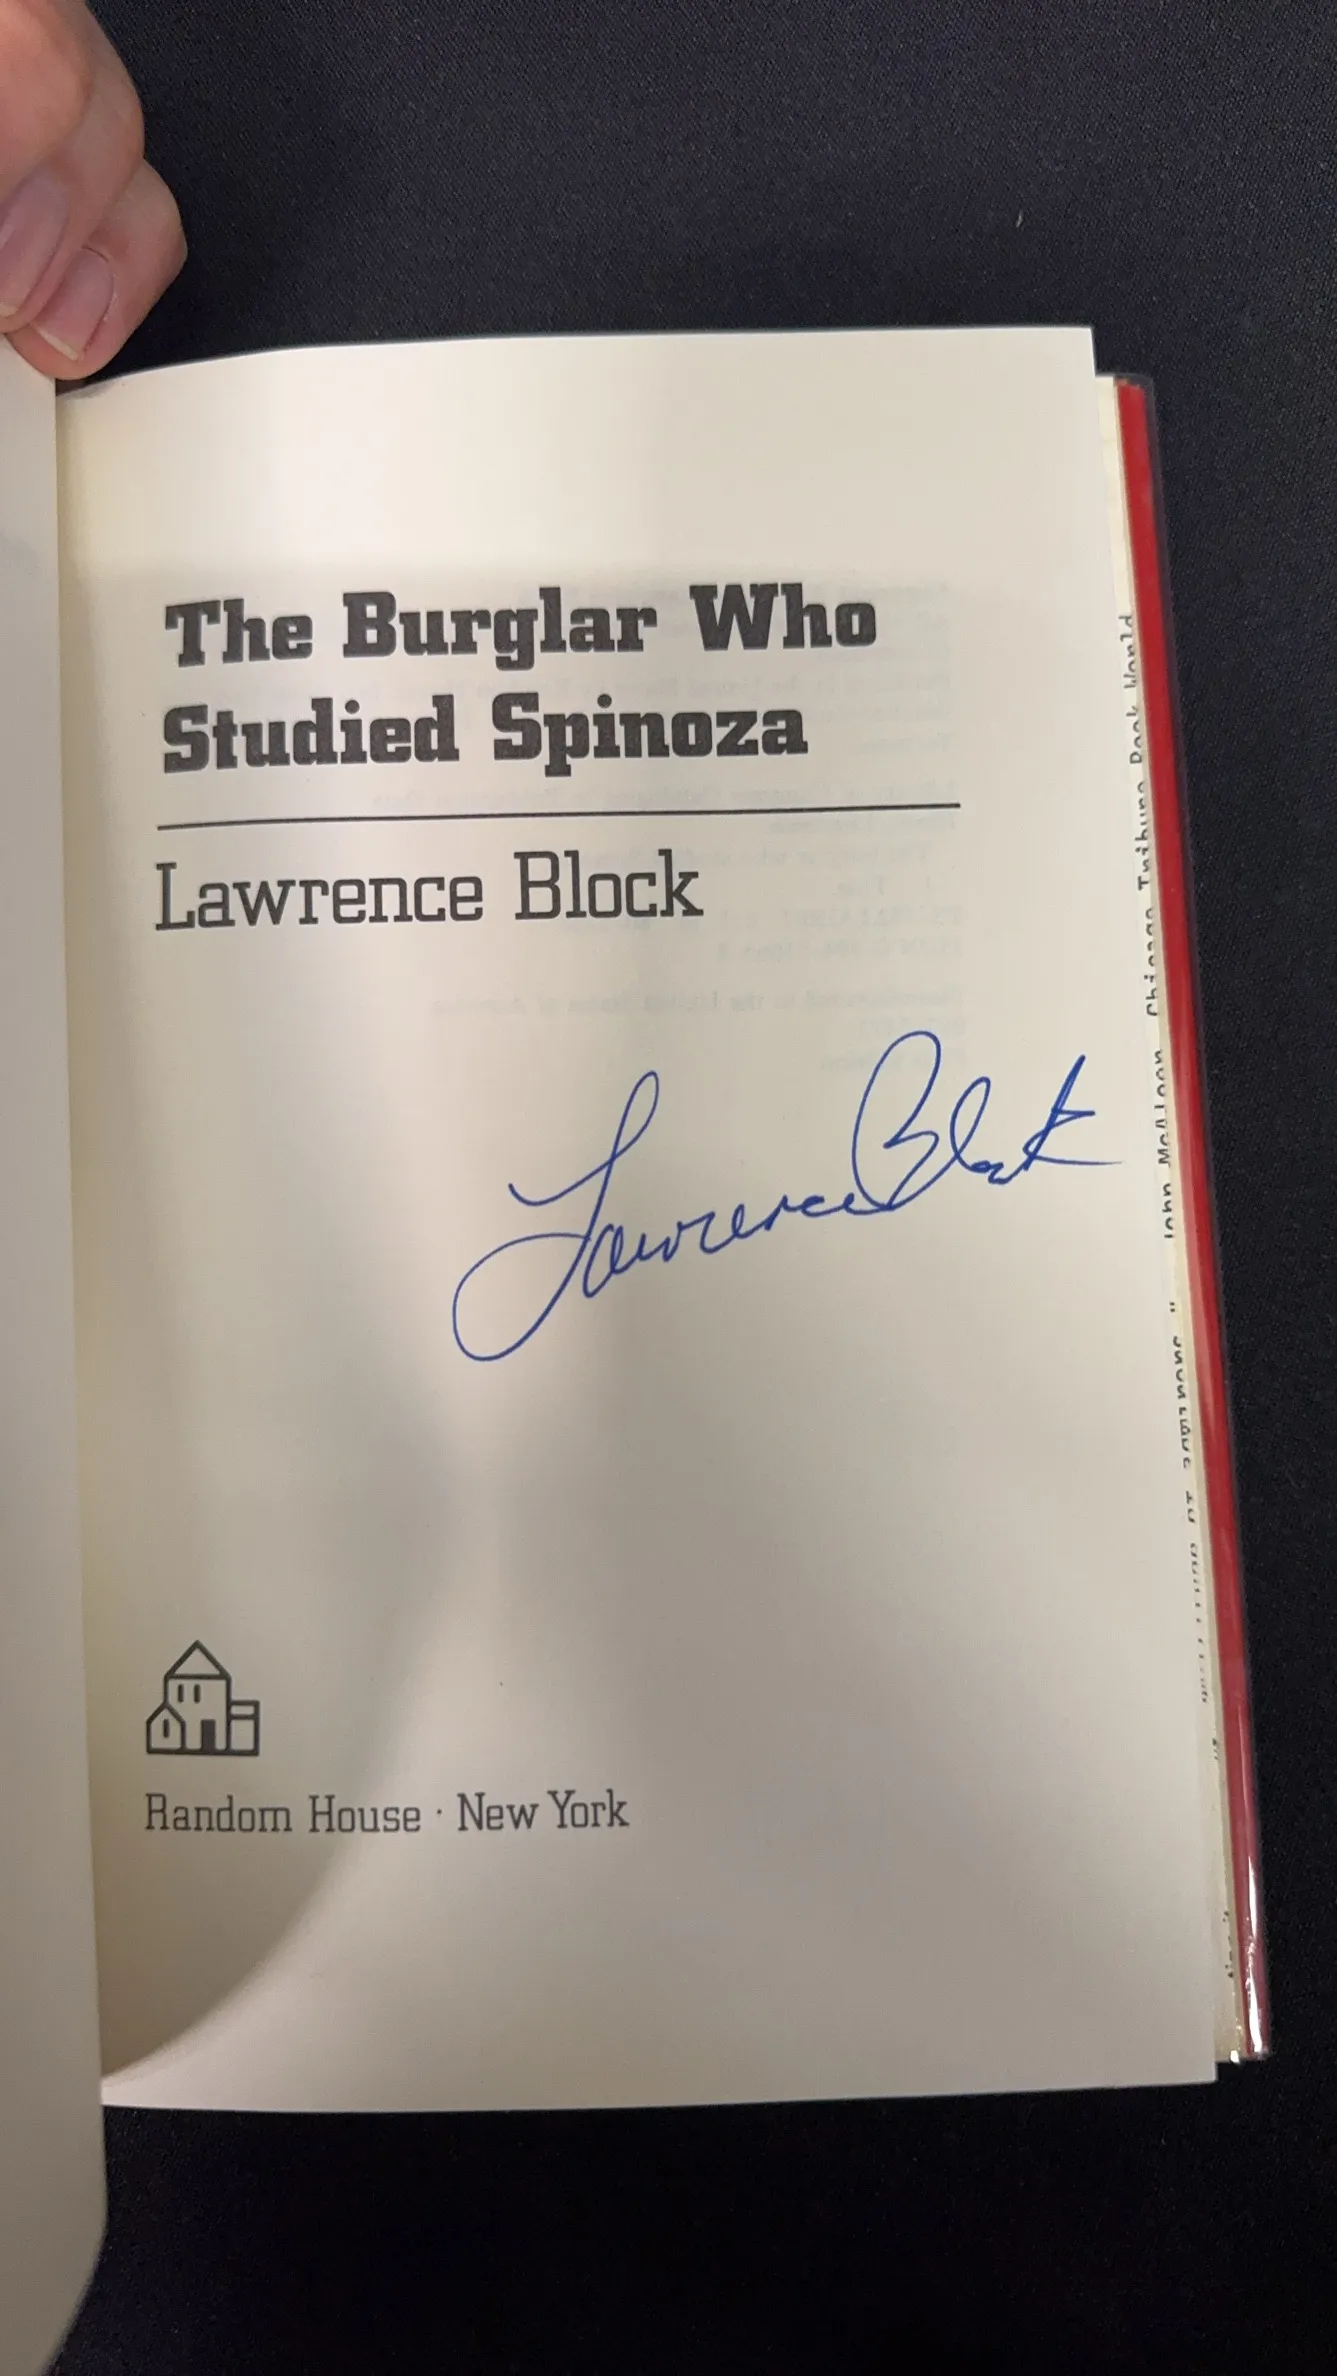 The Burglar Who
Studied Spinoza
Lawrence Block
Lawrence Block
Random House · New York
John McAleer, Chicago Tribune Book World